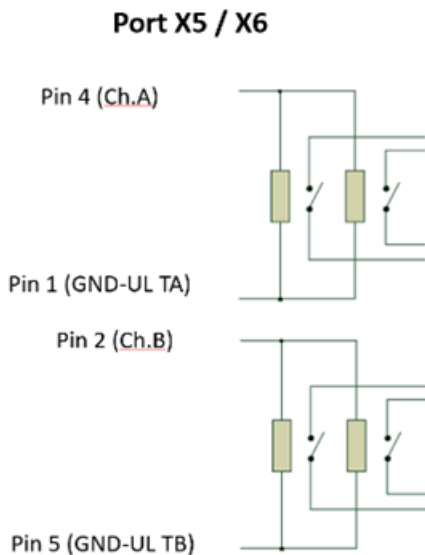 Port X5 / X6
Pin 4 (Ch.A)
Pin 1 (GND-UL TA)
Pin 2 (Ch.B)
Pin 5 (GND-UL TB)